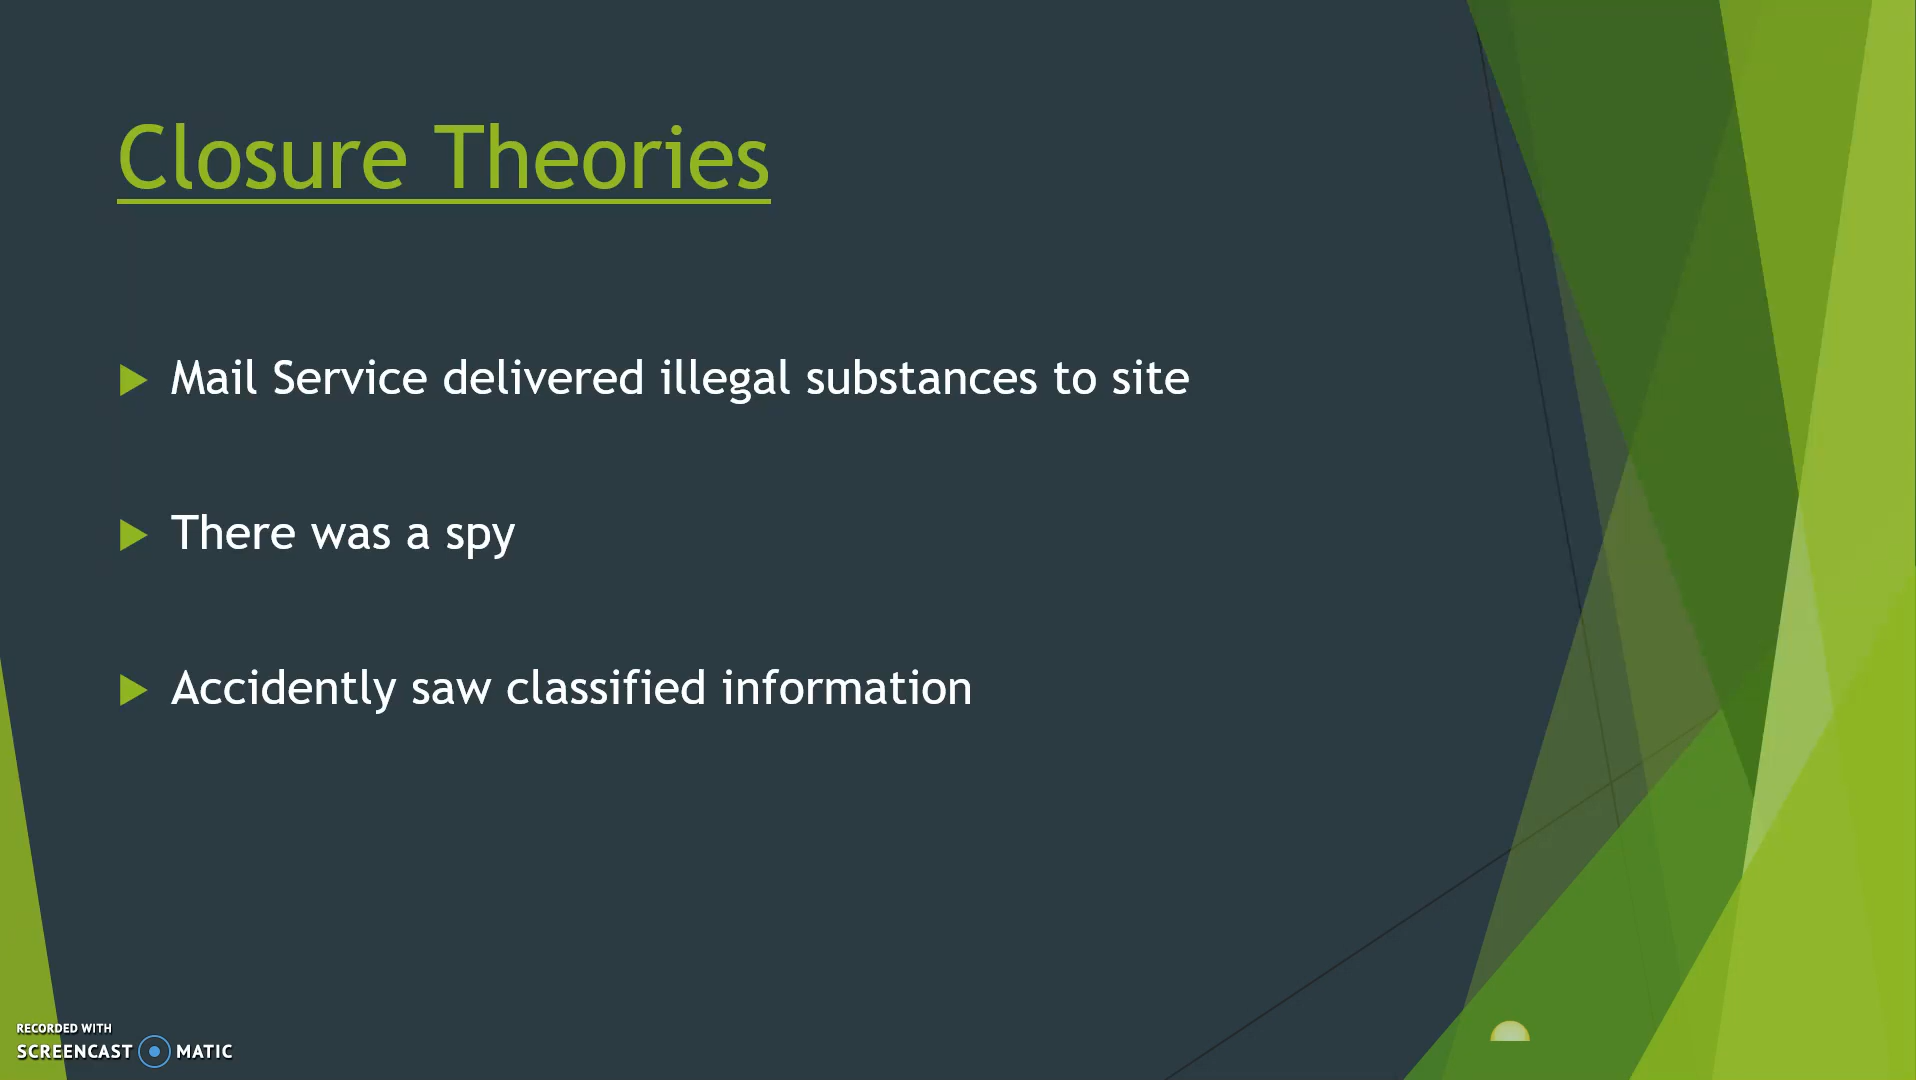 Closure Theories
Mail Service delivered illegal substances to site
There was a spy
Accidently saw classified information
RECORDED WITH
SCREENCAST MATIC